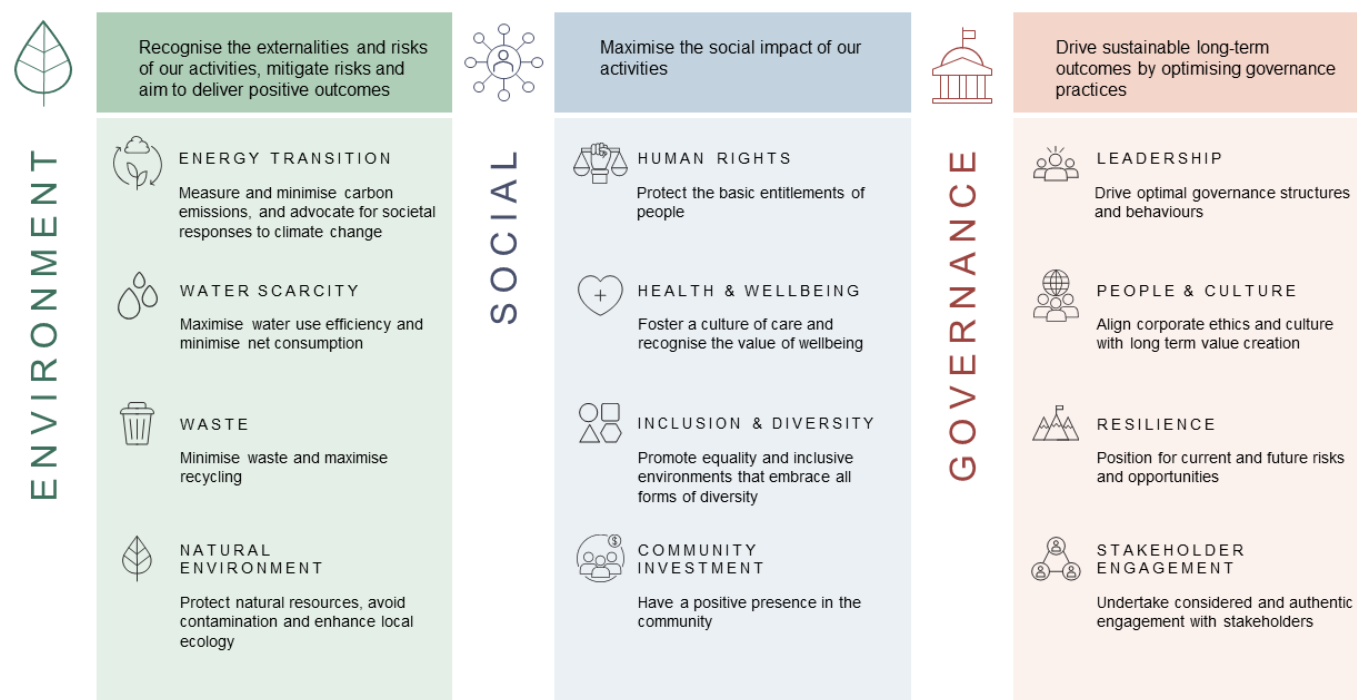 ENVIRONMENT
Recognise the externalities and risks
of our activities, mitigate risks and
aim to deliver positive outcomes
ENERGY TRANSITION
Measure and minimise carbon
emissions, and advocate for societal
responses to climate change
WATER SCARCITY
Maximise water use efficiency and
minimise net consumption
WASTE
Minimise waste and maximise
recycling
NATURAL
ENVIRONMENT
Protect natural resources, avoid
contamination and enhance local
ecology
SOCIAL
Maximise the social impact of our
activities
HUMAN RIGHTS
Protect the basic entitlements of
people
HEALTH & WELLBEING
Foster a culture of care and
recognise the value of wellbeing
INCLUSION & DIVERSITY
Promote equality and inclusive
environments that embrace all
forms of diversity
$
COMMUNITY
INVESTMENT
Have a positive presence in the
community
GOVERNANCE
Drive sustainable long-term
outcomes by optimising governance
practices
LEADERSHIP
Drive optimal governance structures
and behaviours
PEOPLE & CULTURE
Align corporate ethics and culture
with long term value creation
RESILIENCE
Position for current and future risks
and opportunities
STAKEHOLDER
ENGAGEMENT
Undertake considered and authentic
engagement with stakeholders